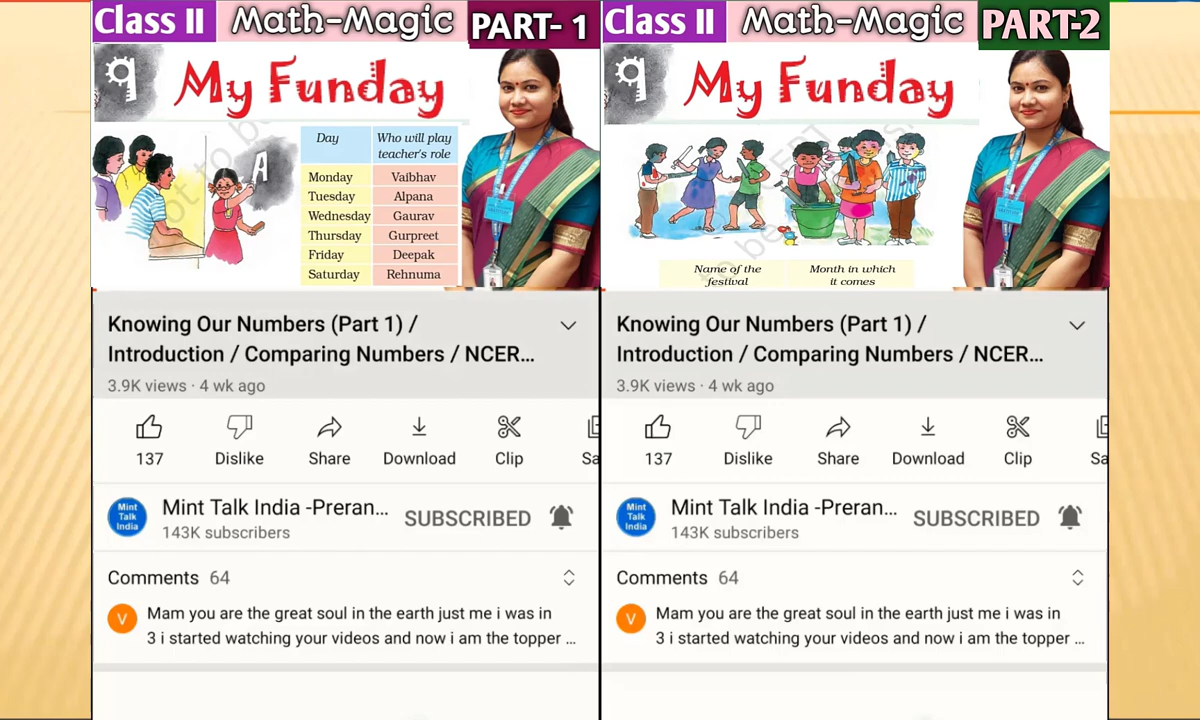 Class II Math-Magic PART- 1
9 My Funday
A
Day Who will play teacher's role
Monday Vaibhav
Tuesday Alpana
Wednesday Gaurav
Thursday Gurpreet
Friday Deepak
Saturday Rehnuma
Knowing Our Numbers (Part 1) /
Introduction / Comparing Numbers / NCER...
3.9K views · 4 wk ago
137 Dislike Share Download Clip Sa
Mint Talk India
Mint Talk India -Preran...
143K subscribers
SUBSCRIBED
Comments 64
V
Mam you are the great soul in the earth just me i was in
3 i started watching your videos and now i am the topper ...
Class II Math-Magic PART-2
9 My Funday
Name of the festival Month in which it comes
Knowing Our Numbers (Part 1) /
Introduction / Comparing Numbers / NCER...
3.9K views · 4 wk ago
137 Dislike Share Download Clip Sa
Mint Talk India
Mint Talk India -Preran...
143K subscribers
SUBSCRIBED
Comments 64
V
Mam you are the great soul in the earth just me i was in
3 i started watching your videos and now i am the topper ...